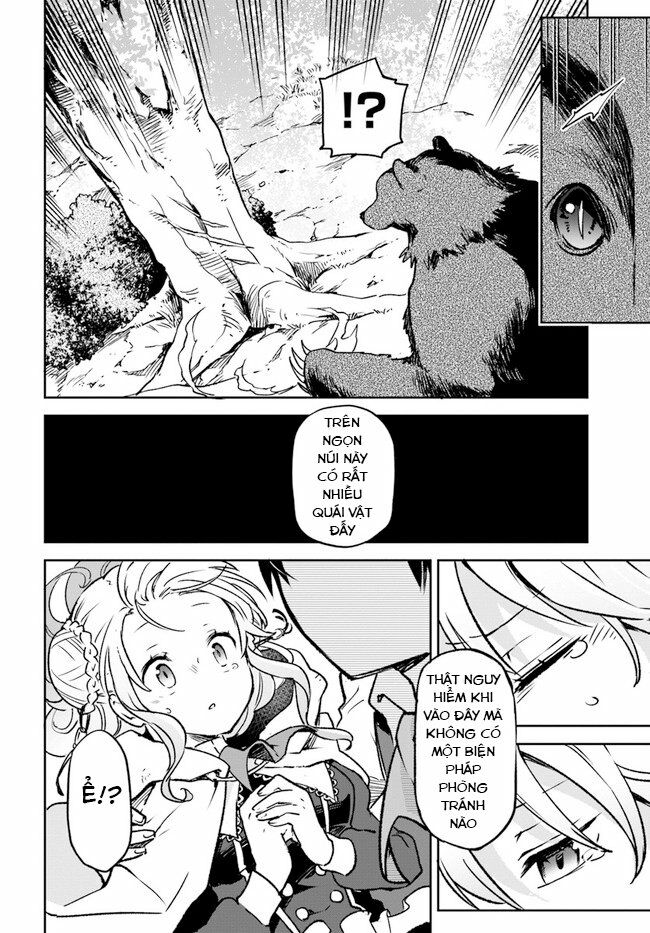 !?
TRÊN
NGỌN
NÚI NÀY
CÓ RẤT
NHIỀU
QUÁI VẬT
ĐẤY
THẬT NGUY
HIỂM KHI
VÀO ĐÂY MÀ
KHÔNG CÓ
MỘT BIỆN
PHÁP
PHÒNG
TRÁNH
NÀO
Ể!?